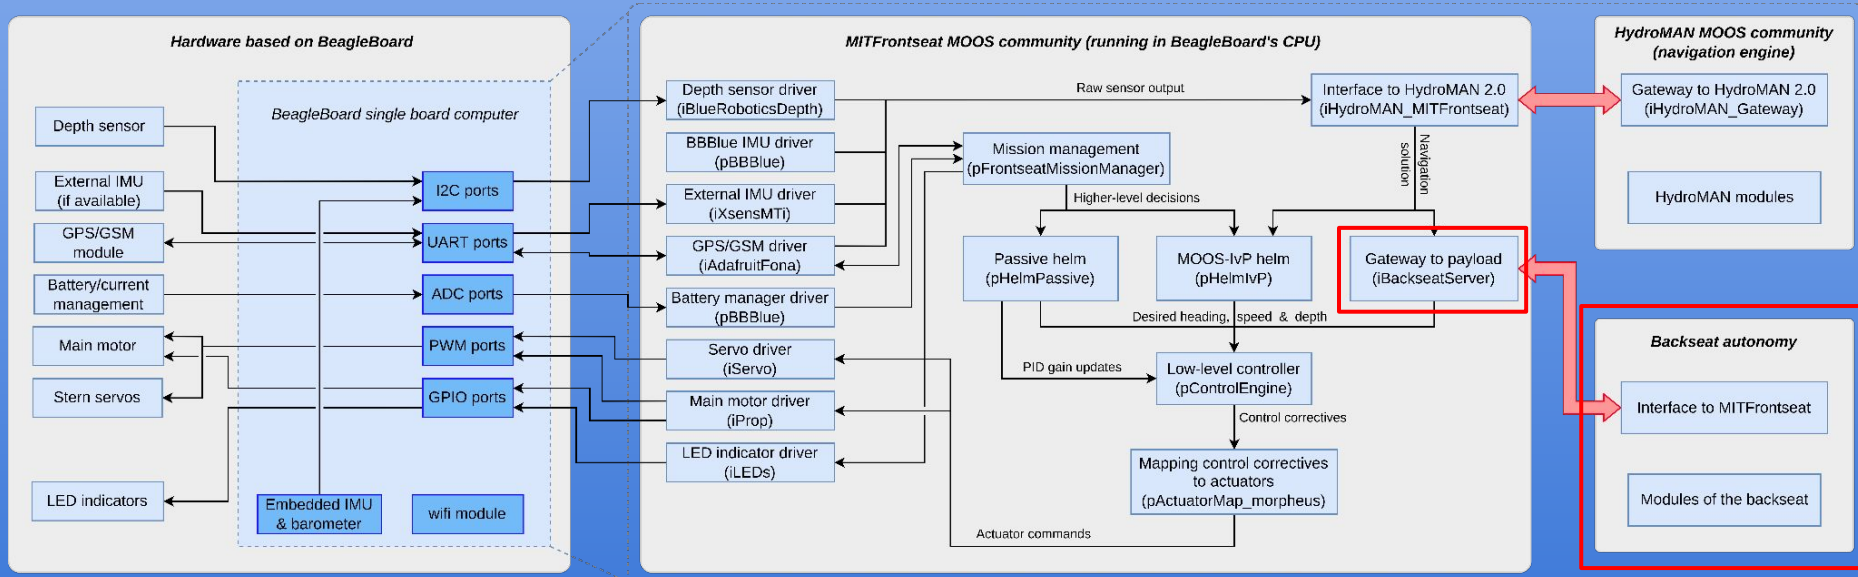 Hardware based on BeagleBoard
BeagleBoard single board computer
Depth sensor
External IMU
(if available)
GPS/GSM
module
Battery/current
management
Main motor
Stern servos
LED indicators
I2C ports
UART ports
ADC ports
PWM ports
GPIO ports
Embedded IMU
& barometer
wifi module
MITFrontseat MOOS community (running in BeagleBoard's CPU)
Depth sensor driver
(iBlueRoboticsDepth)
BBBlue IMU driver
(pBBBlue)
External IMU driver
(iXsensMTi)
GPS/GSM driver
(iAdafruitFona)
Battery manager driver
(pBBBlue)
Servo driver
(iServo)
Main motor driver
(iProp)
LED indicator driver
(iLEDs)
Raw sensor output
Mission management
(pFrontseatMissionManager)
Higher-level decisions
Interface to HydroMAN 2.0
(iHydroMAN_MITFrontseat)
Navigation
solution
Passive helm
(pHelmPassive)
MOOS-IvP helm
(pHelmIvP)
Gateway to payload
(iBackseatServer)
Desired heading, speed & depth
PID gain updates
Low-level controller
(pControlEngine)
Control correctives
Mapping control correctives
to actuators
(pActuatorMap_morpheus)
Actuator commands
HydroMAN MOOS community
(navigation engine)
Gateway to HydroMAN 2.0
(iHydroMAN_Gateway)
HydroMAN modules
Backseat autonomy
Interface to MITFrontseat
Modules of the backseat